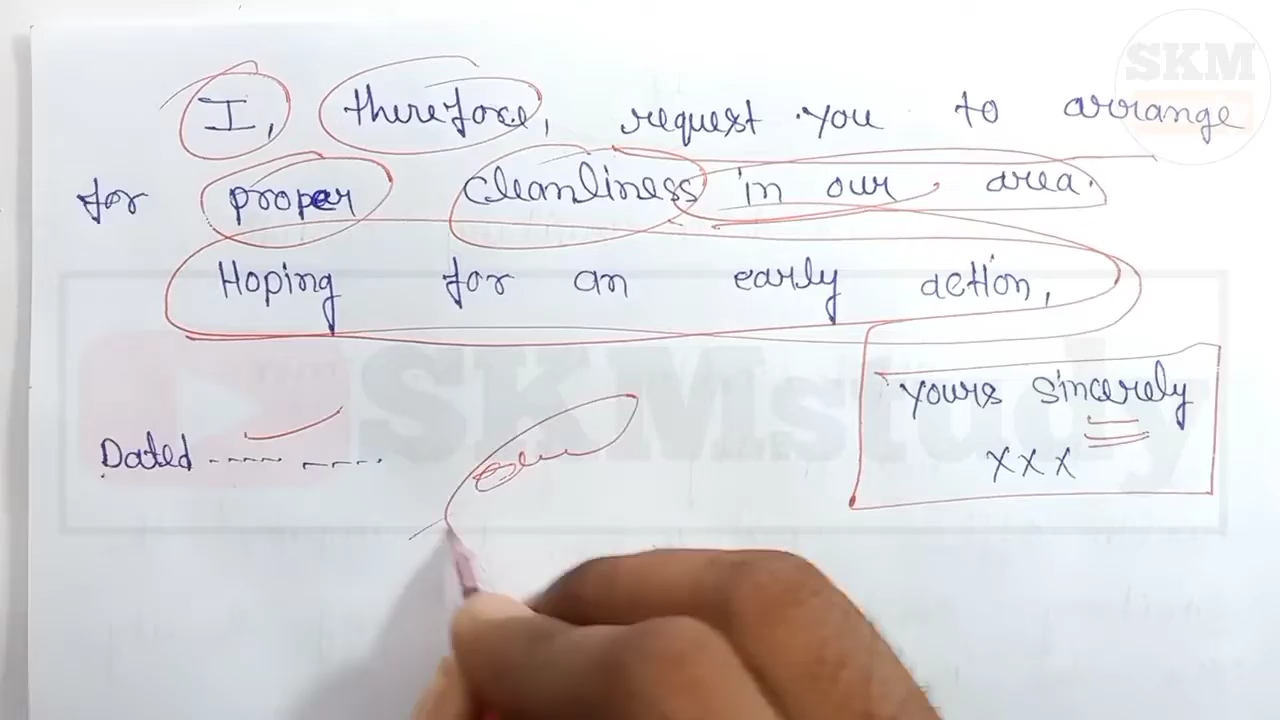 SKM
I, therefore, request you to arrange
for proper cleanliness in our area.
Hoping for an early action,
SKMstudy
Yours Sincerely
XXX
Dated ---- ----